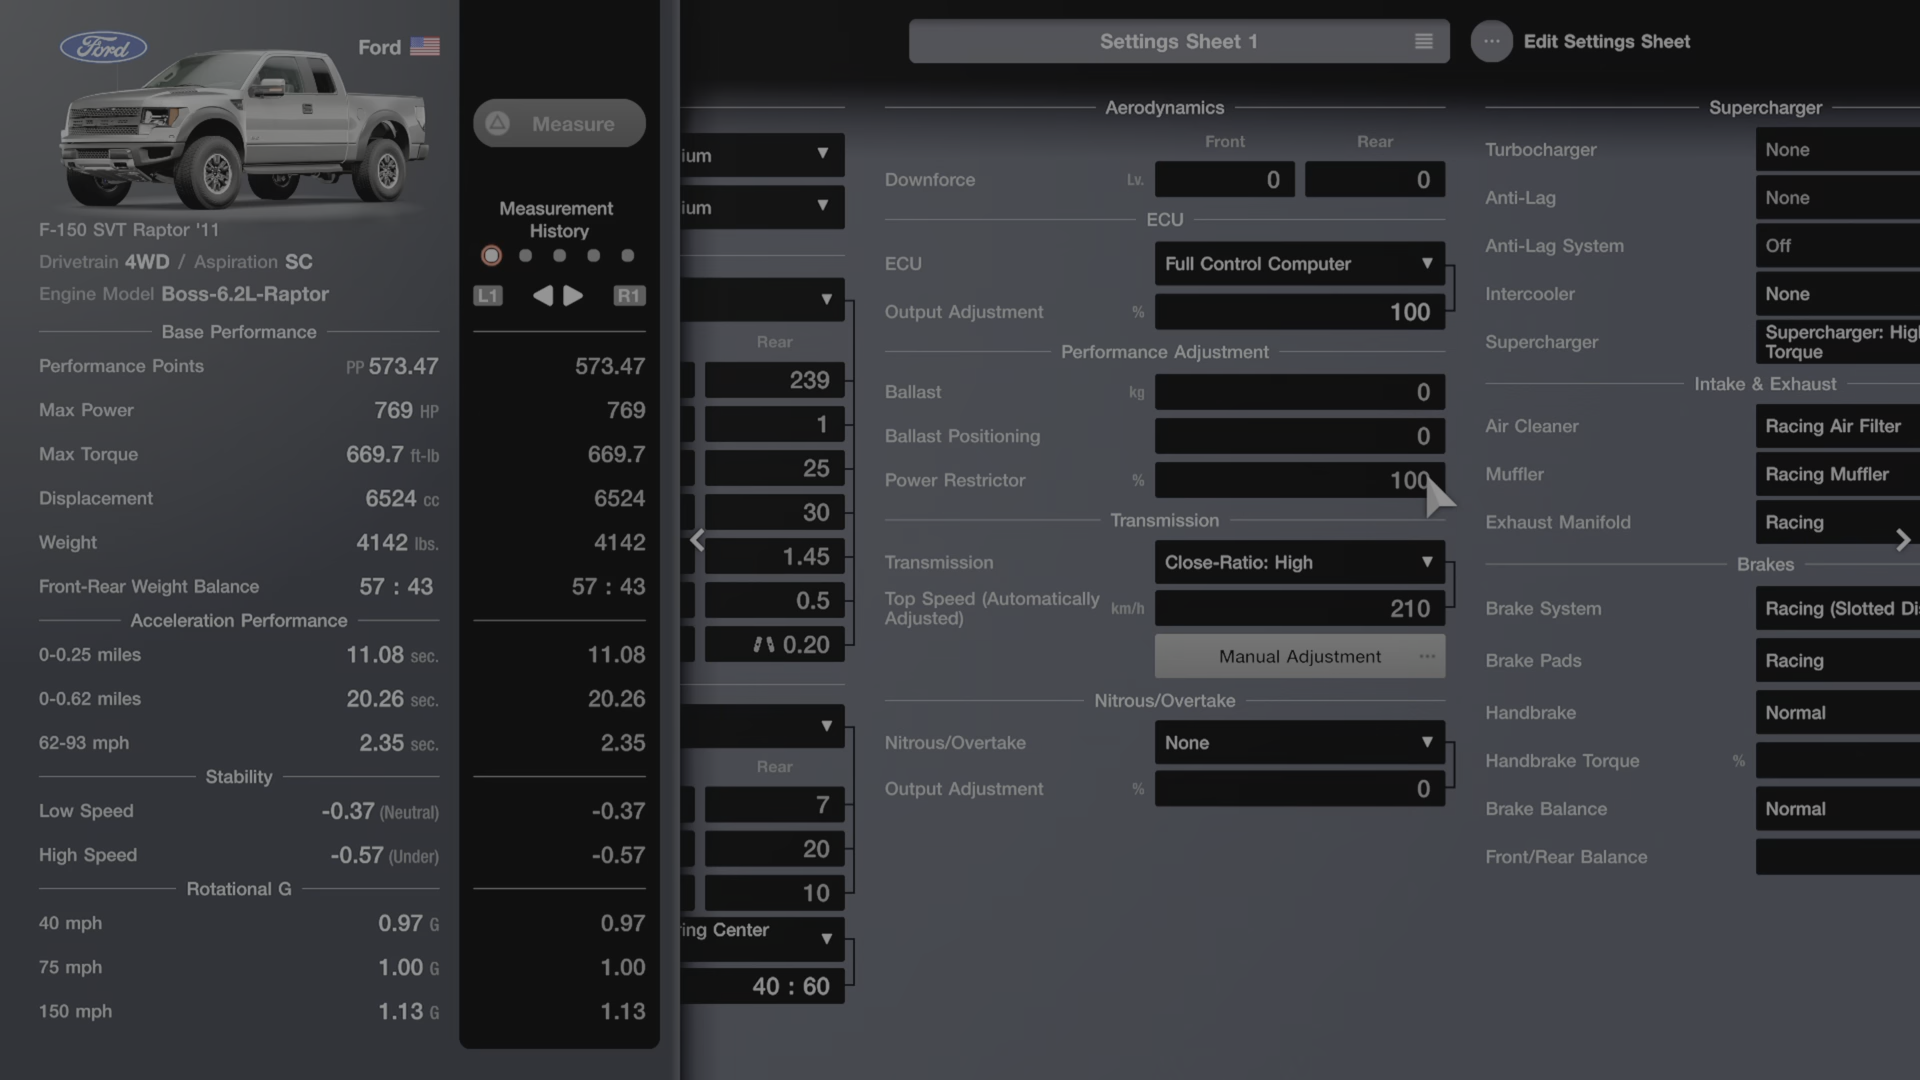 Ford
Ford
F-150 SVT Raptor '11
Drivetrain 4WD / Aspiration SC
Engine Model Boss-6.2L-Raptor
Base Performance
Performance Points PP 573.47
Max Power 769 HP
Max Torque 669.7 ft-lb
Displacement 6524 cc
Weight 4142 lbs.
Front-Rear Weight Balance 57 : 43
Acceleration Performance
0-0.25 miles 11.08 sec.
0-0.62 miles 20.26 sec.
62-93 mph 2.35 sec.
Stability
Low Speed -0.37 (Neutral)
High Speed -0.57 (Under)
Rotational G
40 mph 0.97 G
75 mph 1.00 G
150 mph 1.13 G
Measure
Measurement
History
L1 R1
573.47
769
669.7
6524
4142
57 : 43
11.08
20.26
2.35
-0.37
-0.57
0.97
1.00
1.13
Settings Sheet 1
Edit Settings Sheet
ium
ium
Rear
239
1
25
30
1.45
0.5
0.20
Rear
7
20
10
ring Center
40 : 60
Aerodynamics
Front Rear
Downforce Lv. 0 0
ECU
ECU Full Control Computer
Output Adjustment % 100
Performance Adjustment
Ballast kg 0
Ballast Positioning 0
Power Restrictor % 100
Transmission
Transmission Close-Ratio: High
Top Speed (Automatically
Adjusted) km/h 210
Manual Adjustment
Nitrous/Overtake
Nitrous/Overtake None
Output Adjustment % 0
Supercharger
Turbocharger None
Anti-Lag None
Anti-Lag System Off
Intercooler None
Supercharger Supercharger: Hig
Torque
Intake & Exhaust
Air Cleaner Racing Air Filter
Muffler Racing Muffler
Exhaust Manifold Racing
Brakes
Brake System Racing (Slotted Di
Brake Pads Racing
Handbrake Normal
Handbrake Torque %
Brake Balance Normal
Front/Rear Balance